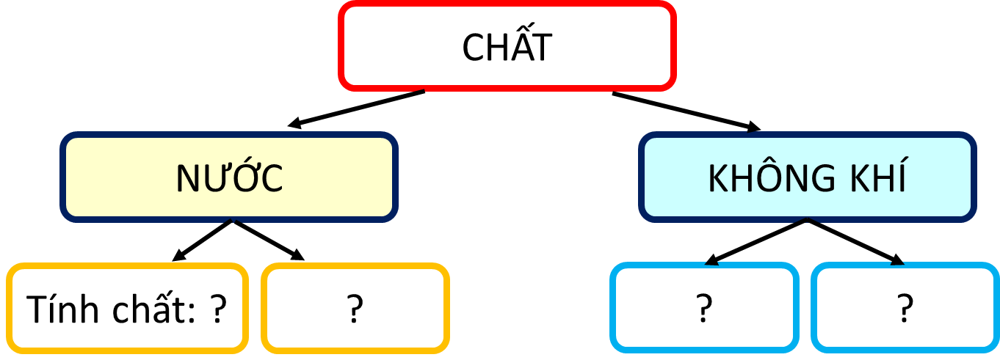 CHẤT
NƯỚC
KHÔNG KHÍ
Tính chất: ?
?
?
?